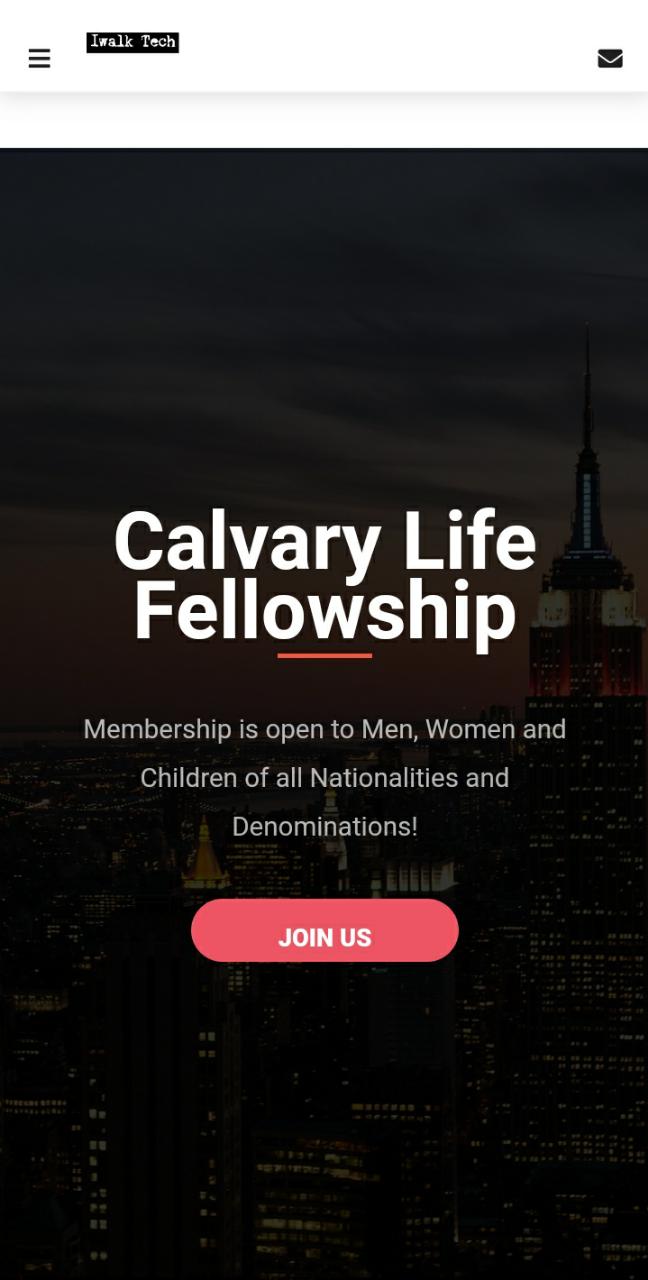 Iwalk Tech
Calvary Life
Fellowship
Membership is open to Men, Women and
Children of all Nationalities and
Denominations!
JOIN US